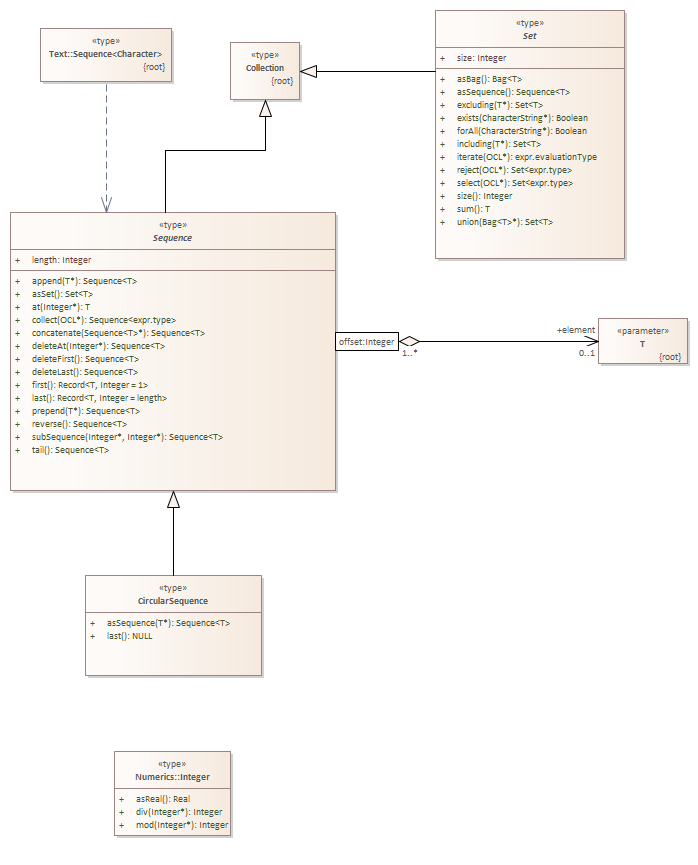 «type»
Text::Sequence<Character>
{root}
«type»
Collection
{root}
«type»
Set
+ size: Integer
+ asBag(): Bag<T>
+ asSequence(): Sequence<T>
+ excluding(T*): Set<T>
+ exists(CharacterString*): Boolean
+ forAll(CharacterString*): Boolean
+ including(T*): Set<T>
+ iterate(OCL*): expr.evaluationType
+ reject(OCL*): Set<expr.type>
+ select(OCL*): Set<expr.type>
+ size(): Integer
+ sum(): T
+ union(Bag<T>*): Set<T>
«type»
Sequence
+ length: Integer
+ append(T*): Sequence<T>
+ asSet(): Set<T>
+ at(Integer*): T
+ collect(OCL*): Sequence<expr.type>
+ concatenate(Sequence<T>*): Sequence<T>
+ deleteAt(Integer*): Sequence<T>
+ deleteFirst(): Sequence<T>
+ deleteLast(): Sequence<T>
+ first(): Record<T, Integer = 1>
+ last(): Record<T, Integer = length>
+ prepend(T*): Sequence<T>
+ reverse(): Sequence<T>
+ subSequence(Integer*, Integer*): Sequence<T>
+ tail(): Sequence<T>
offset:Integer
1..*
+element
0..1
«parameter»
T
{root}
«type»
CircularSequence
+ asSequence(T*): Sequence<T>
+ last(): NULL
«type»
Numerics::Integer
+ asReal(): Real
+ div(Integer*): Integer
+ mod(Integer*): Integer